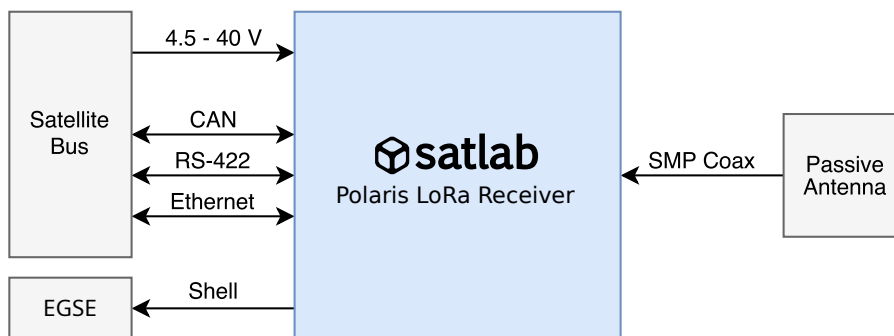 4.5 - 40 V
Satellite
Bus
CAN
RS-422
Ethernet
satlab
Polaris LoRa Receiver
SMP Coax
Passive
Antenna
EGSE
Shell